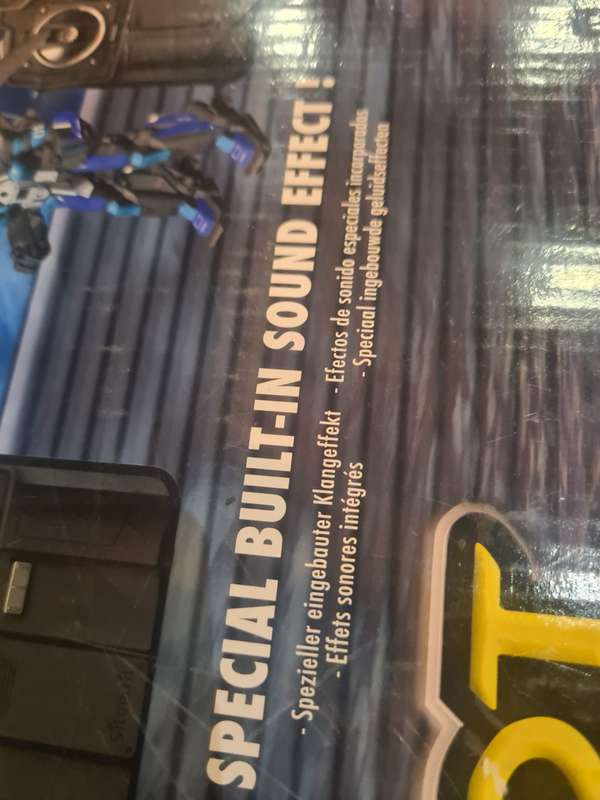 SPECIAL BUILT-IN SOUND EFFECT !
- Spezieller eingebauter Klangeffekt - Efectos de sonido especiales incorporados
- Effets sonores intégrés - Speciaal ingebouwde geluidseffecten